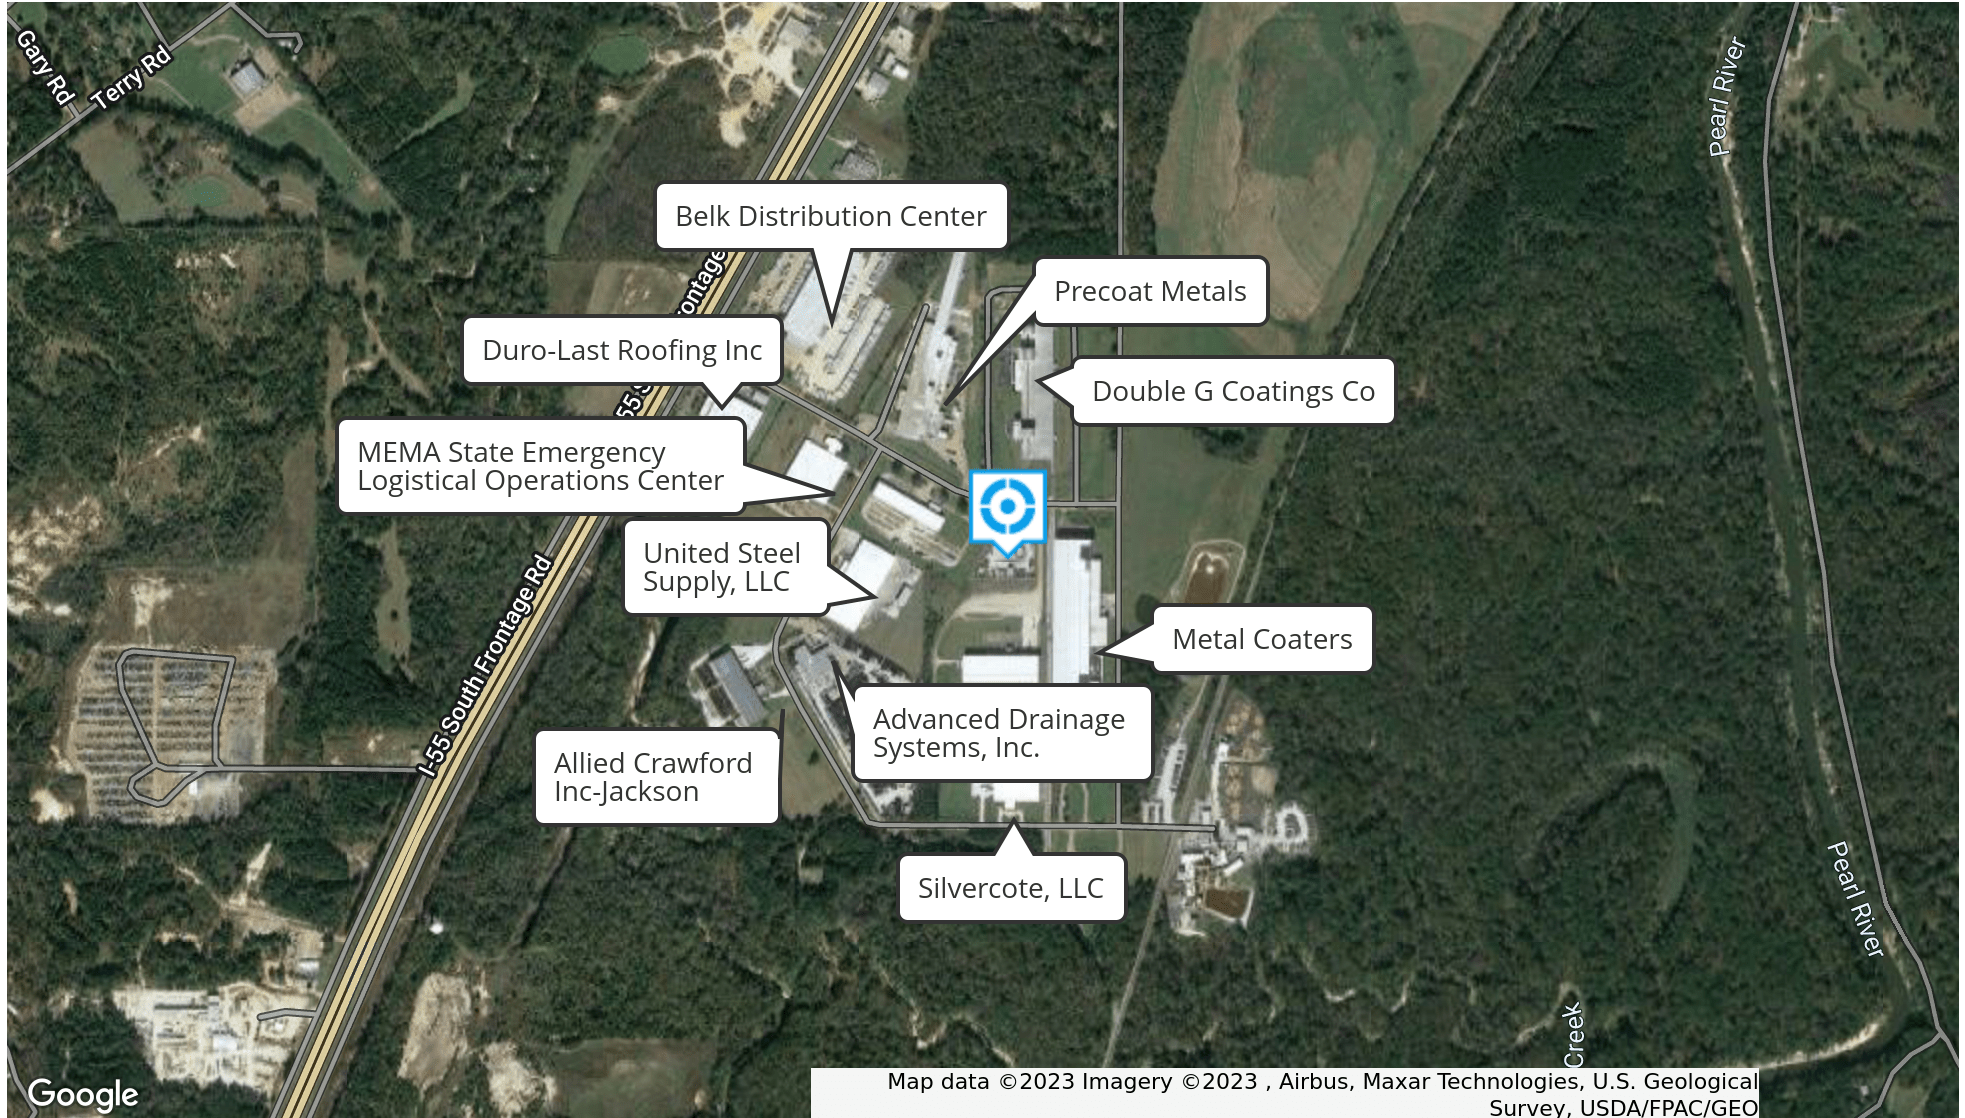 Gary Rd
Terry Rd
Pearl River
Belk Distribution Center
Precoat Metals
Duro-Last Roofing Inc
Double G Coatings Co
MEMA State Emergency
Logistical Operations Center
United Steel
Supply, LLC
Metal Coaters
I-55 South Frontage Rd
Advanced Drainage
Systems, Inc.
Allied Crawford
Inc-Jackson
Silvercote, LLC
Pearl River
Creek
Google
Map data ©2023 Imagery ©2023 , Airbus, Maxar Technologies, U.S. Geological
Survey, USDA/FPAC/GEO